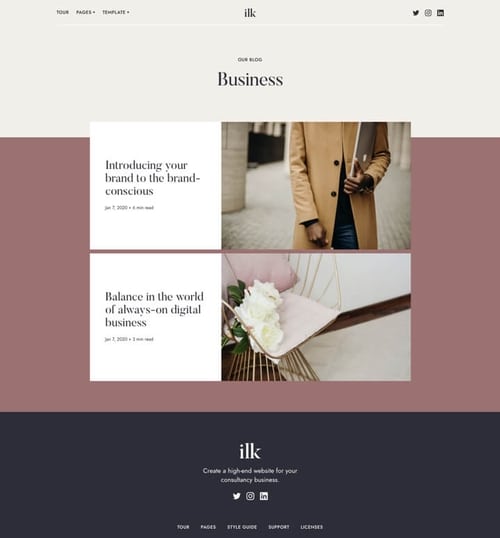 TOUR PAGES TEMPLATE ilk
OUR BLOG
Business
Introducing your
brand to the brand-
conscious
Jan 7, 2020 • 6 min read
Balance in the world
of always-on digital
business
Jan 7, 2020 • 3 min read
ilk
Create a high-end website for your
consultancy business.
TOUR PAGES STYLE GUIDE SUPPORT LICENSES